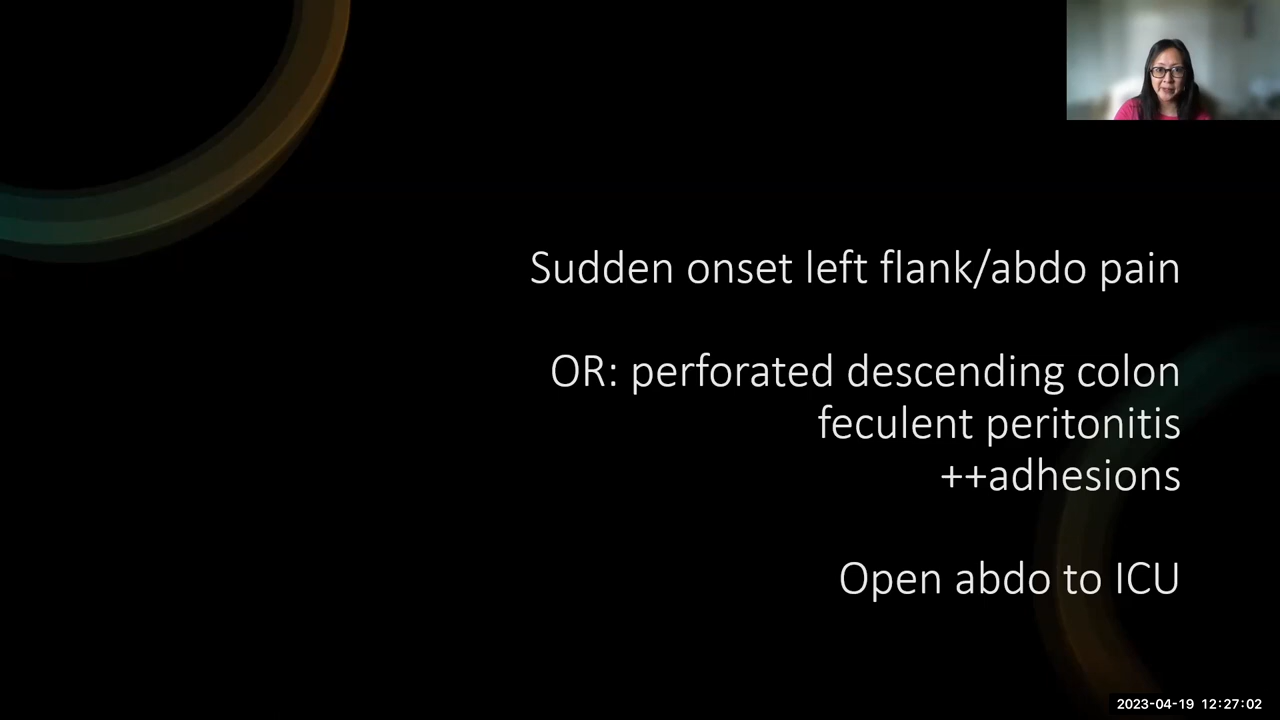 Sudden onset left flank/abdo pain
OR: perforated descending colon
feculent peritonitis
++adhesions
Open abdo to ICU
2023-04-19 12:27:02